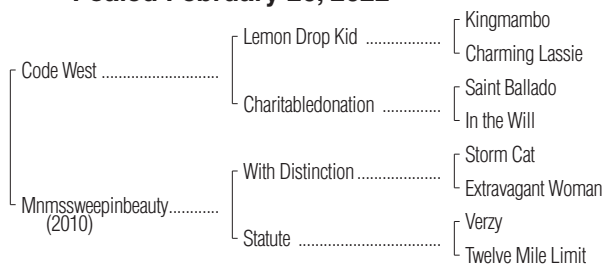 Foaled February 2022
Kingmambo
Lemon Drop Kid ..................
Charming Lassie
Code West ............................
Saint Ballado
Charitabledonation ..............
In the Will
Storm Cat
With Distinction ....................
Extravagant Woman
Mnmssweepinbeauty............
(2010)
Verzy
Statute ..................................
Twelve Mile Limit